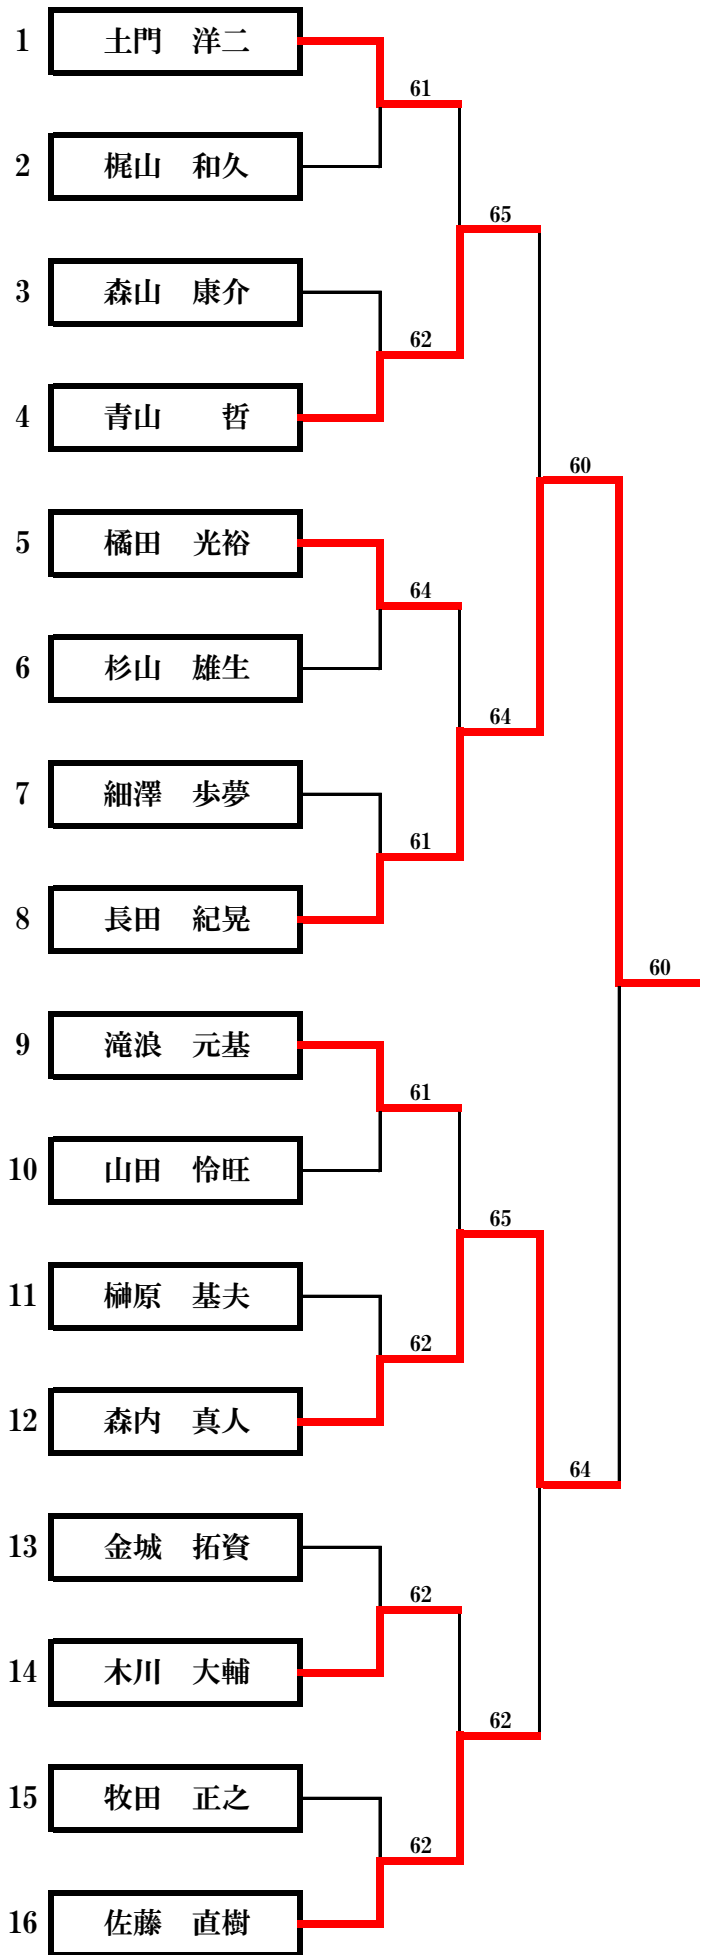 1 土門 洋二
61
2 梶山 和久
65
3 森山 康介
62
4 青山 哲
60
5 橘田 光裕
64
6 杉山 雄生
64
7 細澤 歩夢
61
8 長田 紀晃
60
9 滝浪 元基
61
10 山田 怜旺
65
11 榊原 基夫
62
12 森内 真人
64
13 金城 拓資
62
14 木川 大輔
62
15 牧田 正之
62
16 佐藤 直樹